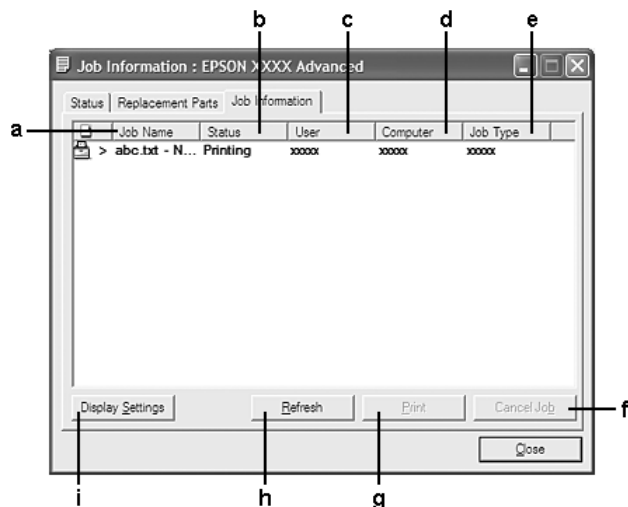 b c d e
Job Information : EPSON XXXX Advanced
Status Replacement Parts Job Information
a Job Name Status User Computer Job Type
> abc.txt - N... Printing xxxxx xxxxx xxxxx
Display Settings Refresh Print Cancel Job f
Close
i h g